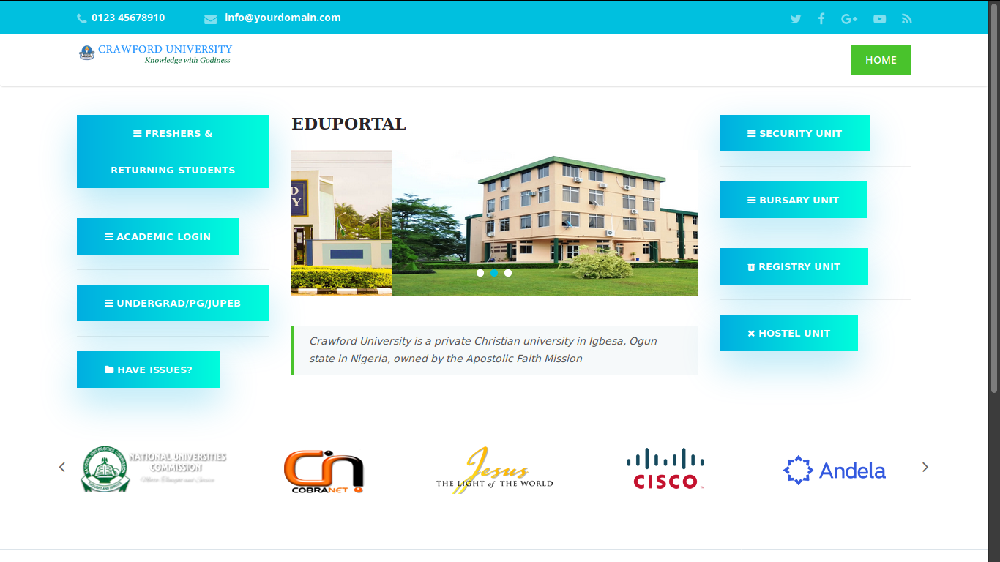 0123 45678910
info@yourdomain.com
CRAWFORD UNIVERSITY
Knowledge with Godiness
HOME
FRESHERS &
RETURNING STUDENTS
ACADEMIC LOGIN
UNDERGRAD/PG/JUPEB
HAVE ISSUES?
EDUPORTAL
D
Y
Crawford University is a private Christian university in Igbesa, Ogun
state in Nigeria, owned by the Apostolic Faith Mission
SECURITY UNIT
BURSARY UNIT
REGISTRY UNIT
HOSTEL UNIT
NATIONAL UNIVERSITIES
COMMISSION
Thought and Service
COBRANET
Jesus
THE LIGHT of THE WORLD
CISCO
Andela